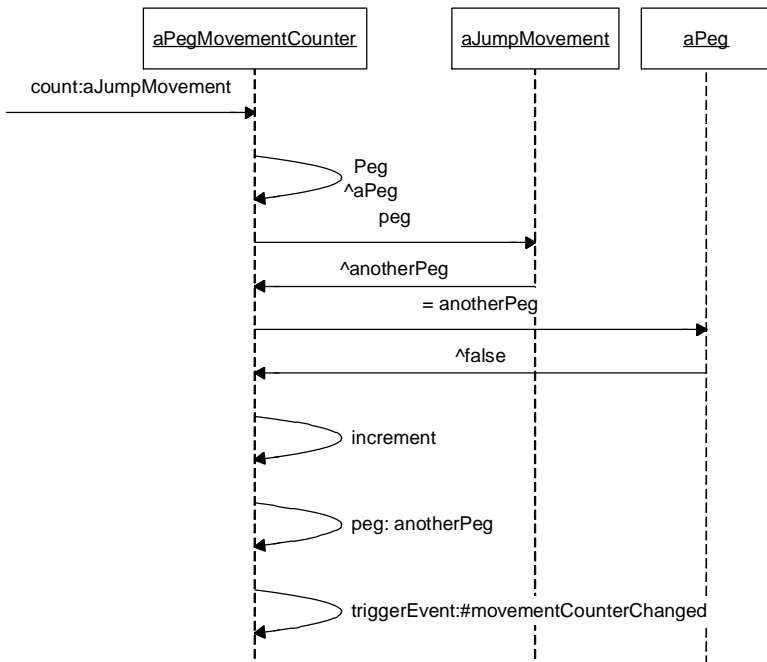 aPegMovementCounter
aJumpMovement
aPeg
count:aJumpMovement
Peg
^aPeg
peg
^anotherPeg
= anotherPeg
^false
increment
peg: anotherPeg
triggerEvent:#movementCounterChanged